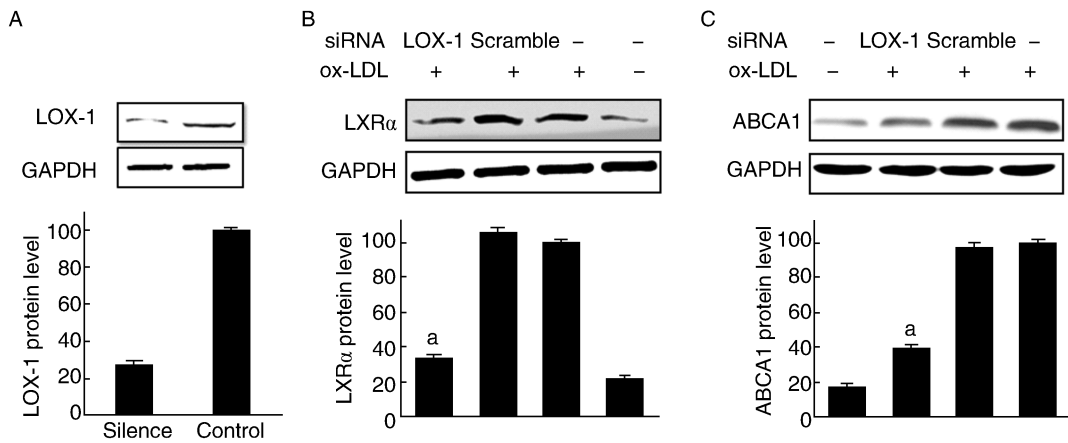 A
LOX-1
GAPDH
LOX-1 protein level
100
80
60
40
20
0
Silence Control
B
siRNA LOX-1 Scramble – –
ox-LDL + + + –
LXRα
GAPDH
LXRα protein level
100
80
60
40
20
0
a
C
siRNA – LOX-1 Scramble –
ox-LDL – + + +
ABCA1
GAPDH
ABCA1 protein level
100
80
60
40
20
0
a